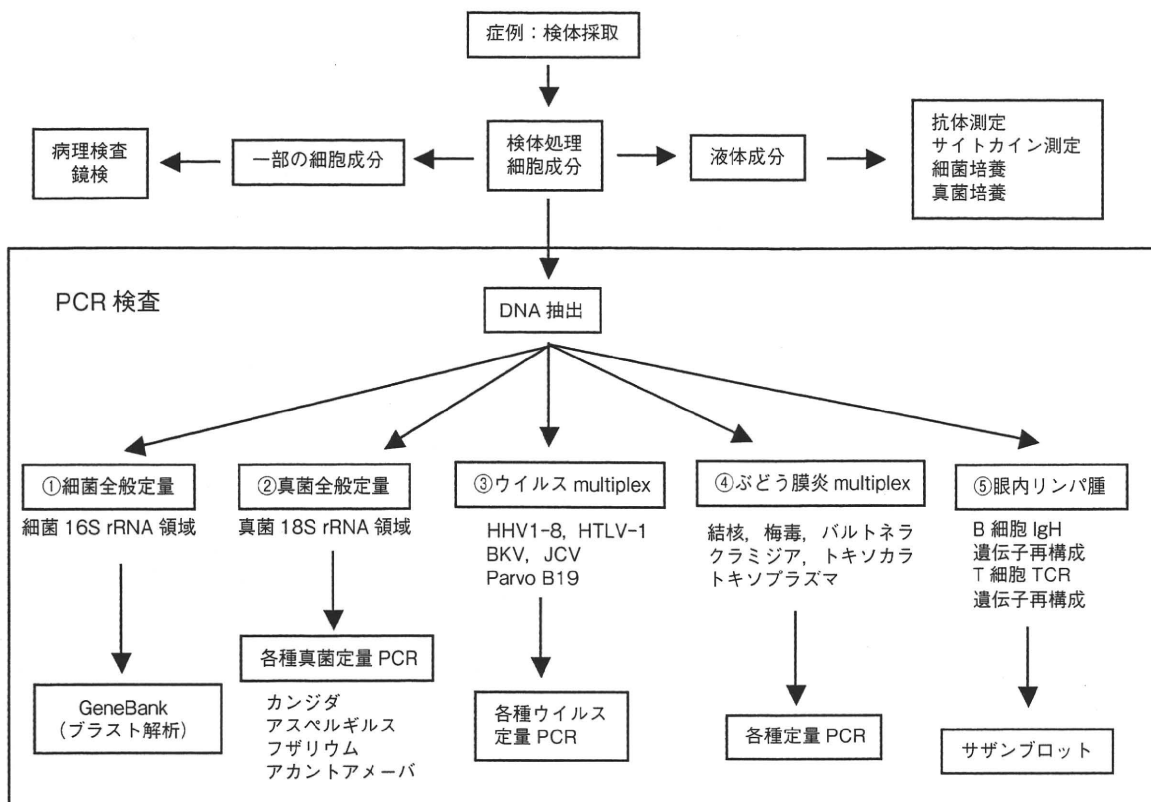 症例：検体採取
病理検査
鏡検
一部の細胞成分
検体処理
細胞成分
液体成分
抗体測定
サイトカイン測定
細菌培養
真菌培養
PCR 検査
DNA 抽出
①細菌全般定量
細菌 16S rRNA 領域
GeneBank
（ブラスト解析）
②真菌全般定量
真菌 18S rRNA 領域
各種真菌定量 PCR
カンジダ
アスペルギルス
フザリウム
アカントアメーバ
③ウイルス multiplex
HHV1-8，HTLV-1
BKV，JCV
Parvo B19
各種ウイルス
定量 PCR
④ぶどう膜炎 multiplex
結核，梅毒，バルトネラ
クラミジア，トキソカラ
トキソプラズマ
各種定量 PCR
⑤眼内リンパ腫
B 細胞 IgH
遺伝子再構成
T 細胞 TCR
遺伝子再構成
サザンブロット